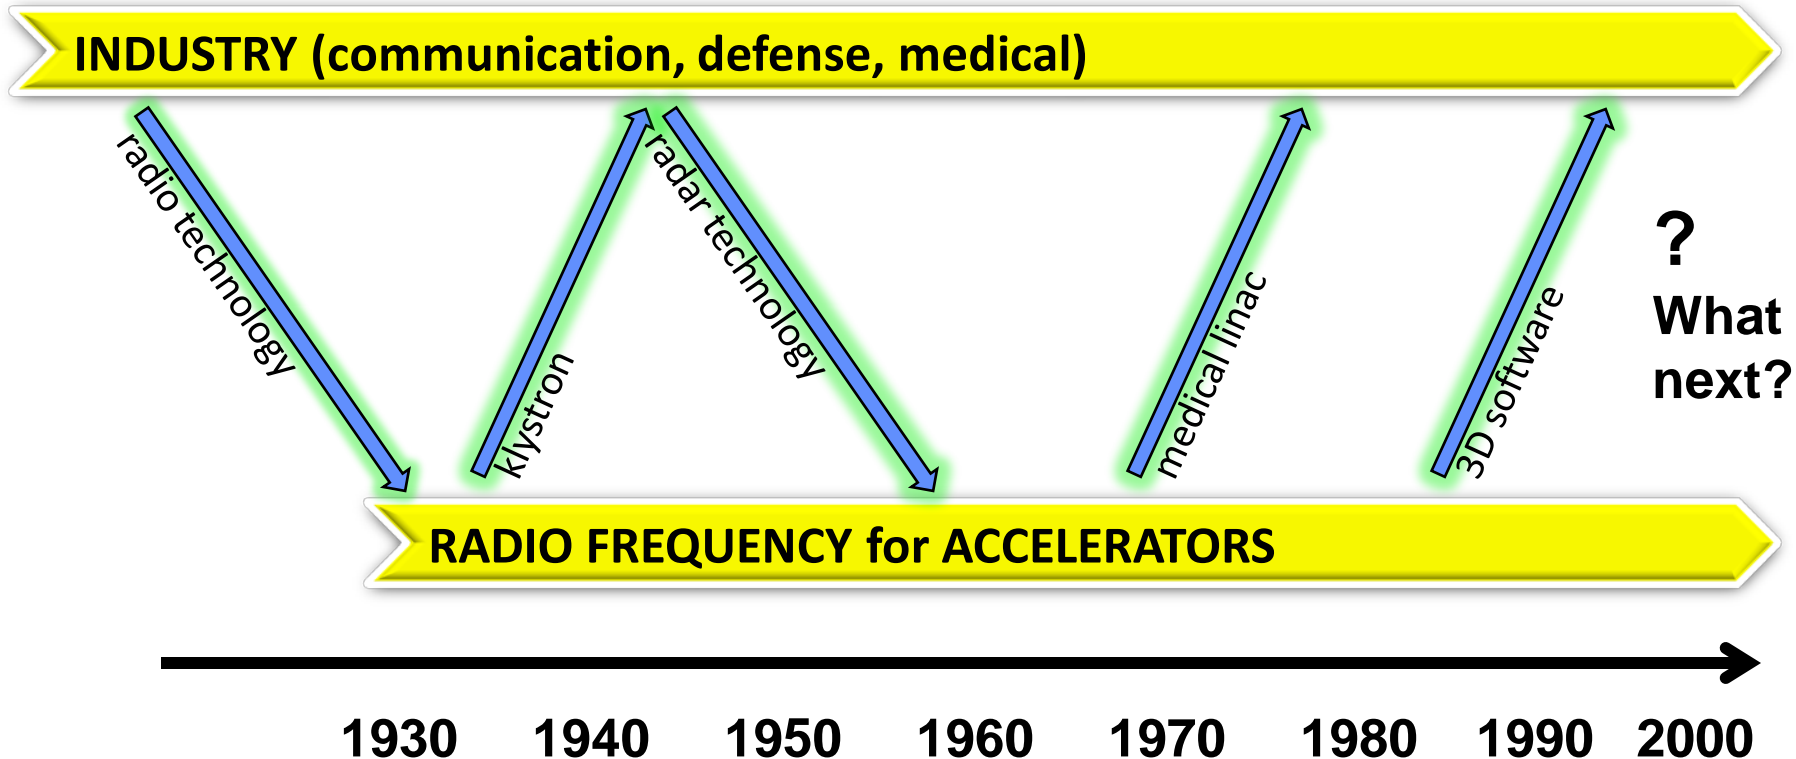 INDUSTRY (communication, defense, medical)
radio technology
klystron
radar technology
medical linac
3D software
?
What
next?
RADIO FREQUENCY for ACCELERATORS
1930 1940 1950 1960 1970 1980 1990 2000